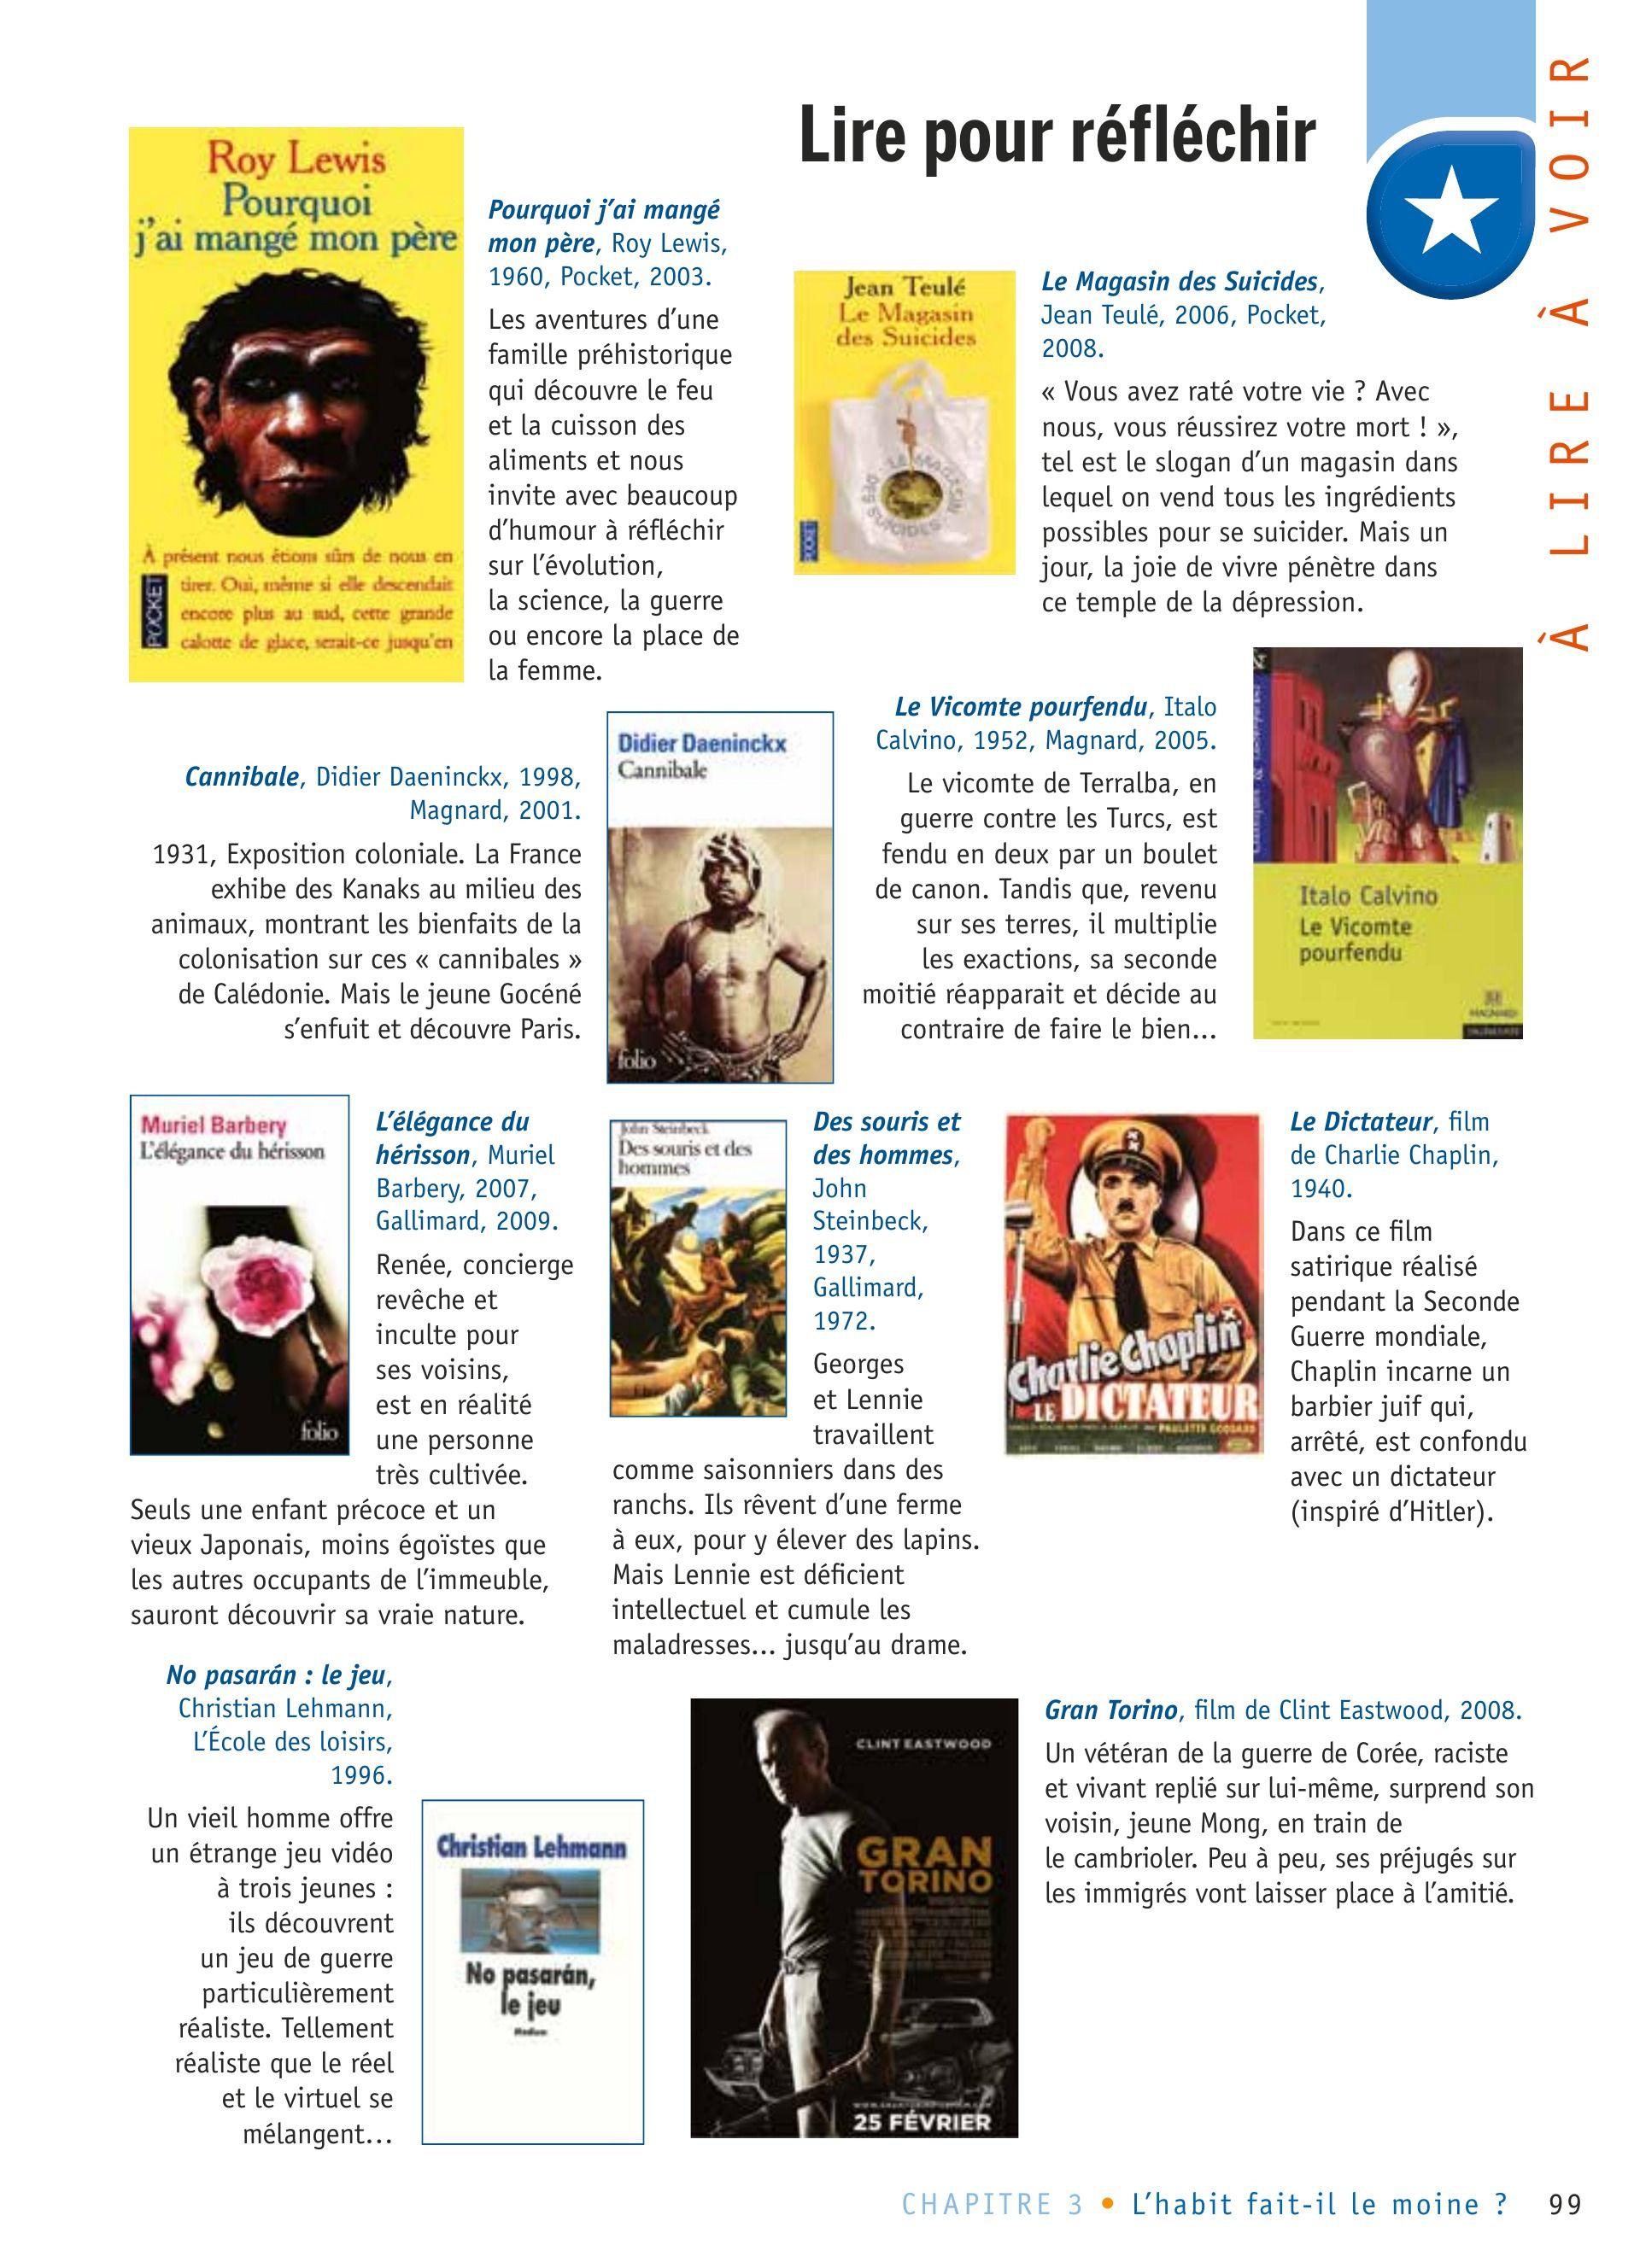 Lire pour réfléchir
À LIRE À VOIR
Roy Lewis
Pourquoi
j'ai mangé mon père
À présent nous étions sûrs de nous en
tirer. Oui, même si elle descendait
encore plus au sud, cette grande
calotte de glace, serait-ce jusqu'en
POCKET
Pourquoi j'ai mangé
mon père, Roy Lewis,
1960, Pocket, 2003.
Les aventures d'une
famille préhistorique
qui découvre le feu
et la cuisson des
aliments et nous
invite avec beaucoup
d'humour à réfléchir
sur l'évolution,
la science, la guerre
ou encore la place de
la femme.
Jean Teulé
Le Magasin
des Suicides
LE MAGASIN
DES SUICIDES
POCKET
Le Magasin des Suicides,
Jean Teulé, 2006, Pocket,
2008.
« Vous avez raté votre vie ? Avec
nous, vous réussirez votre mort ! »,
tel est le slogan d'un magasin dans
lequel on vend tous les ingrédients
possibles pour se suicider. Mais un
jour, la joie de vivre pénètre dans
ce temple de la dépression.
Cannibale, Didier Daeninckx, 1998,
Magnard, 2001.
1931, Exposition coloniale. La France
exhibe des Kanaks au milieu des
animaux, montrant les bienfaits de la
colonisation sur ces « cannibales »
de Calédonie. Mais le jeune Gocéné
s'enfuit et découvre Paris.
Didier Daeninckx
Cannibale
folio
Le Vicomte pourfendu, Italo
Calvino, 1952, Magnard, 2005.
Le vicomte de Terralba, en
guerre contre les Turcs, est
fendu en deux par un boulet
de canon. Tandis que, revenu
sur ses terres, il multiplie
les exactions, sa seconde
moitié réapparait et décide au
contraire de faire le bien...
Italo Calvino
Le Vicomte
pourfendu
MAGNARD
Muriel Barbery
L'élégance du hérisson
folio
L'élégance du
hérisson, Muriel
Barbery, 2007,
Gallimard, 2009.
Renée, concierge
revêche et
inculte pour
ses voisins,
est en réalité
une personne
très cultivée.
Seuls une enfant précoce et un
vieux Japonais, moins égoïstes que
les autres occupants de l'immeuble,
sauront découvrir sa vraie nature.
John Steinbeck
Des souris et des
hommes
Des souris et
des hommes,
John
Steinbeck,
1937,
Gallimard,
1972.
Georges
et Lennie
travaillent
comme saisonniers dans des
ranchs. Ils rêvent d'une ferme
à eux, pour y élever des lapins.
Mais Lennie est déficient
intellectuel et cumule les
maladresses... jusqu'au drame.
Charlie Chaplin
LE DICTATEUR
PAULETTE GODDARD
Le Dictateur, film
de Charlie Chaplin,
1940.
Dans ce film
satirique réalisé
pendant la Seconde
Guerre mondiale,
Chaplin incarne un
barbier juif qui,
arrêté, est confondu
avec un dictateur
(inspiré d'Hitler).
No pasarán : le jeu,
Christian Lehmann,
L'École des loisirs,
1996.
Un vieil homme offre
un étrange jeu vidéo
à trois jeunes :
ils découvrent
un jeu de guerre
particulièrement
réaliste. Tellement
réaliste que le réel
et le virtuel se
mélangent...
Christian Lehmann
No pasarán,
le jeu
Médium
CLINT EASTWOOD
GRAN
TORINO
25 FÉVRIER
Gran Torino, film de Clint Eastwood, 2008.
Un vétéran de la guerre de Corée, raciste
et vivant replié sur lui-même, surprend son
voisin, jeune Mong, en train de
le cambrioler. Peu à peu, ses préjugés sur
les immigrés vont laisser place à l'amitié.
CHAPITRE 3 • L'habit fait-il le moine ? 99